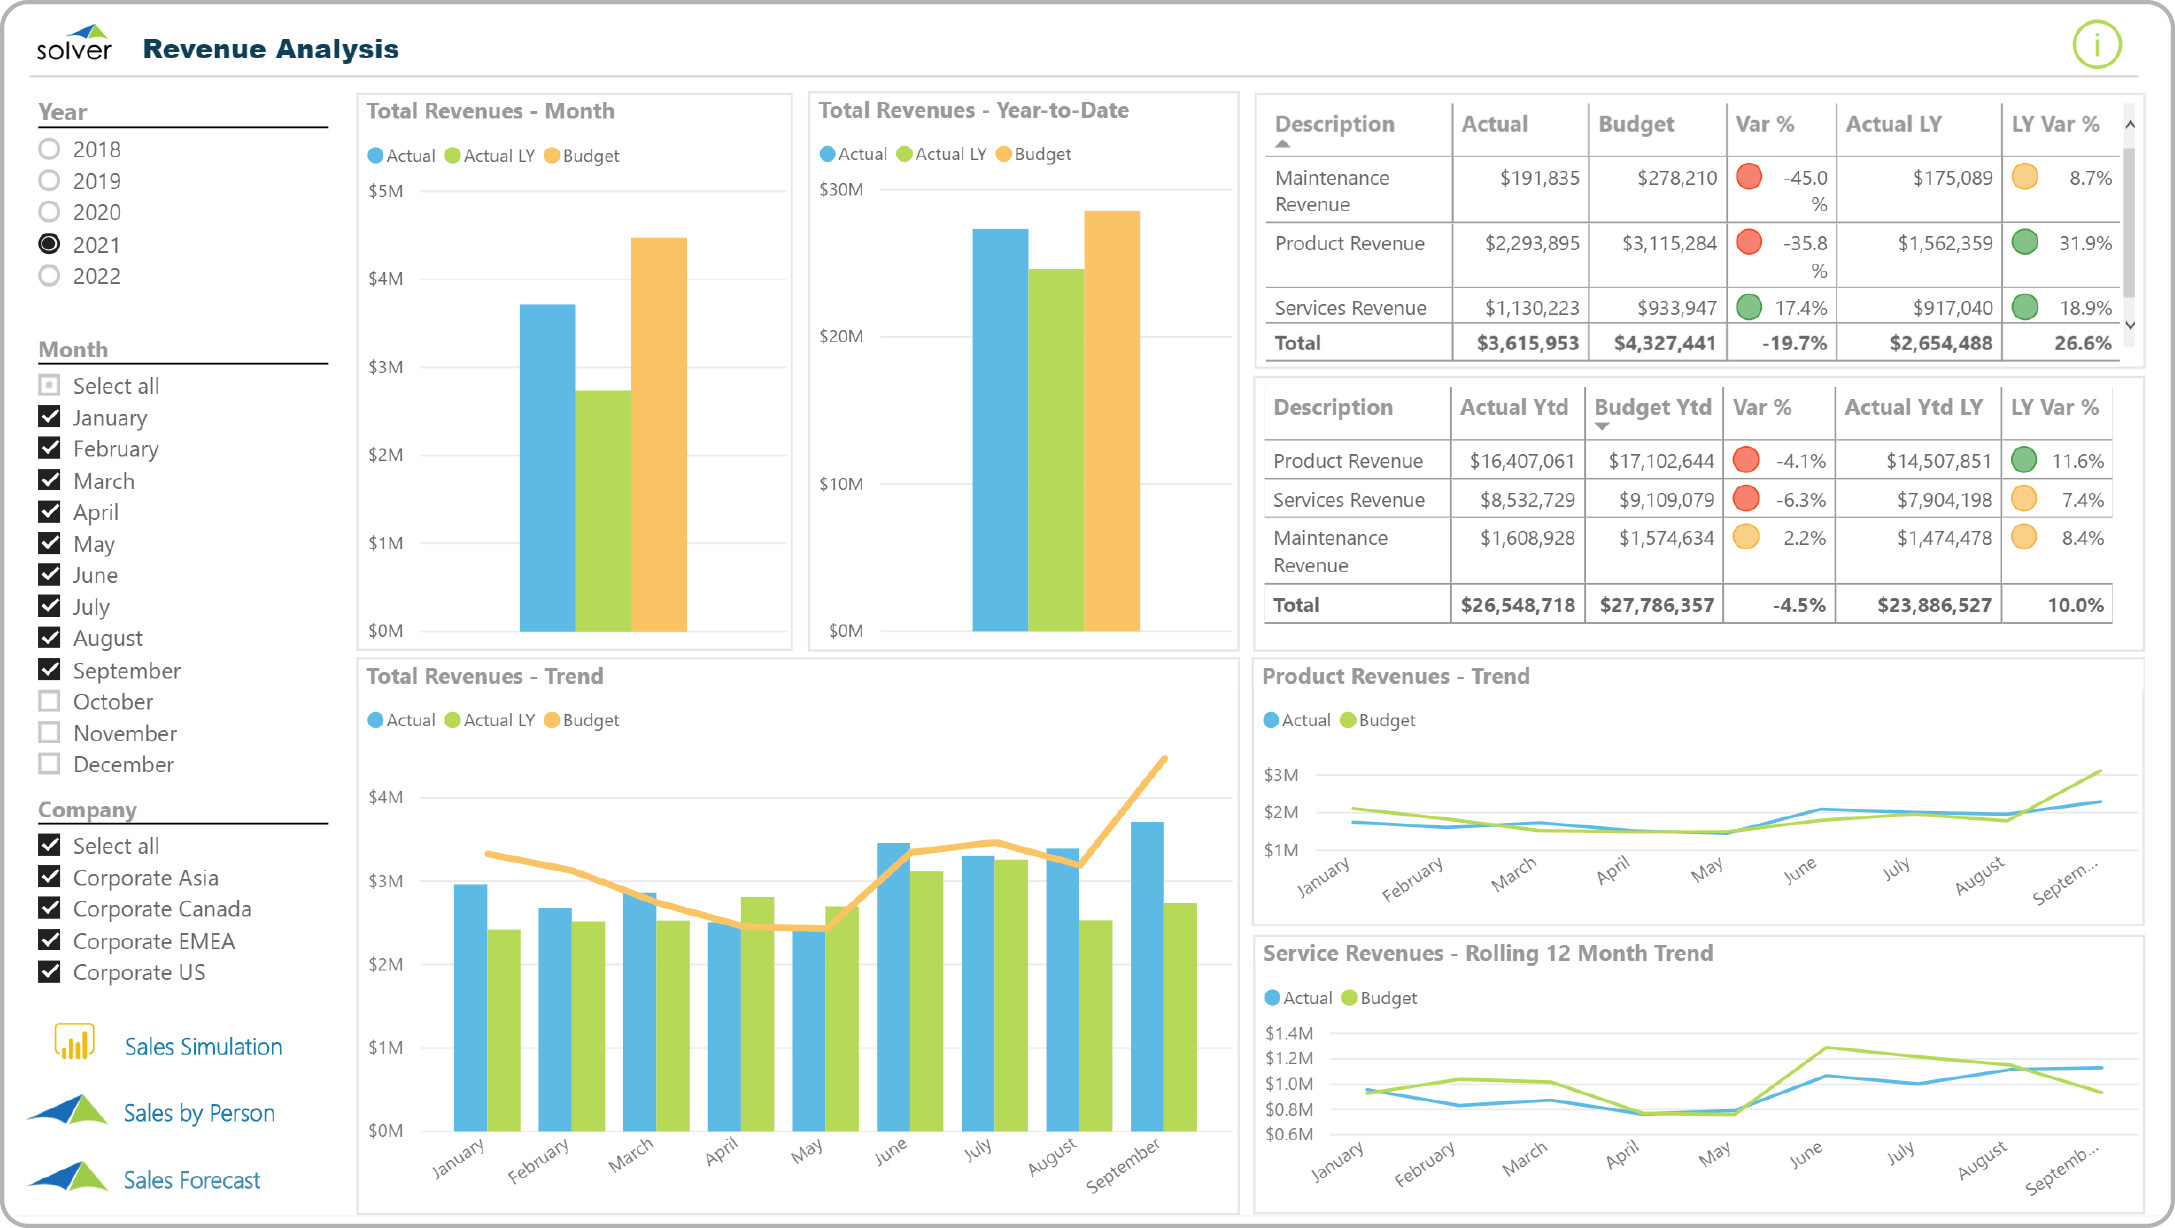 solver
Revenue Analysis
i
Year
2018
2019
2020
2021
2022
Month
Select all
January
February
March
April
May
June
July
August
September
October
November
December
Company
Select all
Corporate Asia
Corporate Canada
Corporate EMEA
Corporate US
Sales Simulation
Sales by Person
Sales Forecast
Total Revenues - Month
Actual Actual LY Budget
$5M
$4M
$3M
$2M
$1M
$0M
Total Revenues - Year-to-Date
Actual Actual LY Budget
$30M
$20M
$10M
$0M
Description Actual Budget Var % Actual LY LY Var %
Maintenance Revenue $191,835 $278,210 -45.0 % $175,089 8.7%
Product Revenue $2,293,895 $3,115,284 -35.8 % $1,562,359 31.9%
Services Revenue $1,130,223 $933,947 17.4% $917,040 18.9%
Total $3,615,953 $4,327,441 -19.7% $2,654,488 26.6%
Description Actual Ytd Budget Ytd Var % Actual Ytd LY LY Var %
Product Revenue $16,407,061 $17,102,644 -4.1% $14,507,851 11.6%
Services Revenue $8,532,729 $9,109,079 -6.3% $7,904,198 7.4%
Maintenance Revenue $1,608,928 $1,574,634 2.2% $1,474,478 8.4%
Total $26,548,718 $27,786,357 -4.5% $23,886,527 10.0%
Total Revenues - Trend
Actual Actual LY Budget
$4M
$3M
$2M
$1M
$0M
January February March April May June July August September
Product Revenues - Trend
Actual Budget
$3M
$2M
$1M
January February March April May June July August Septem...
Service Revenues - Rolling 12 Month Trend
Actual Budget
$1.4M
$1.2M
$1.0M
$0.8M
$0.6M
January February March April May June July August Septemb...